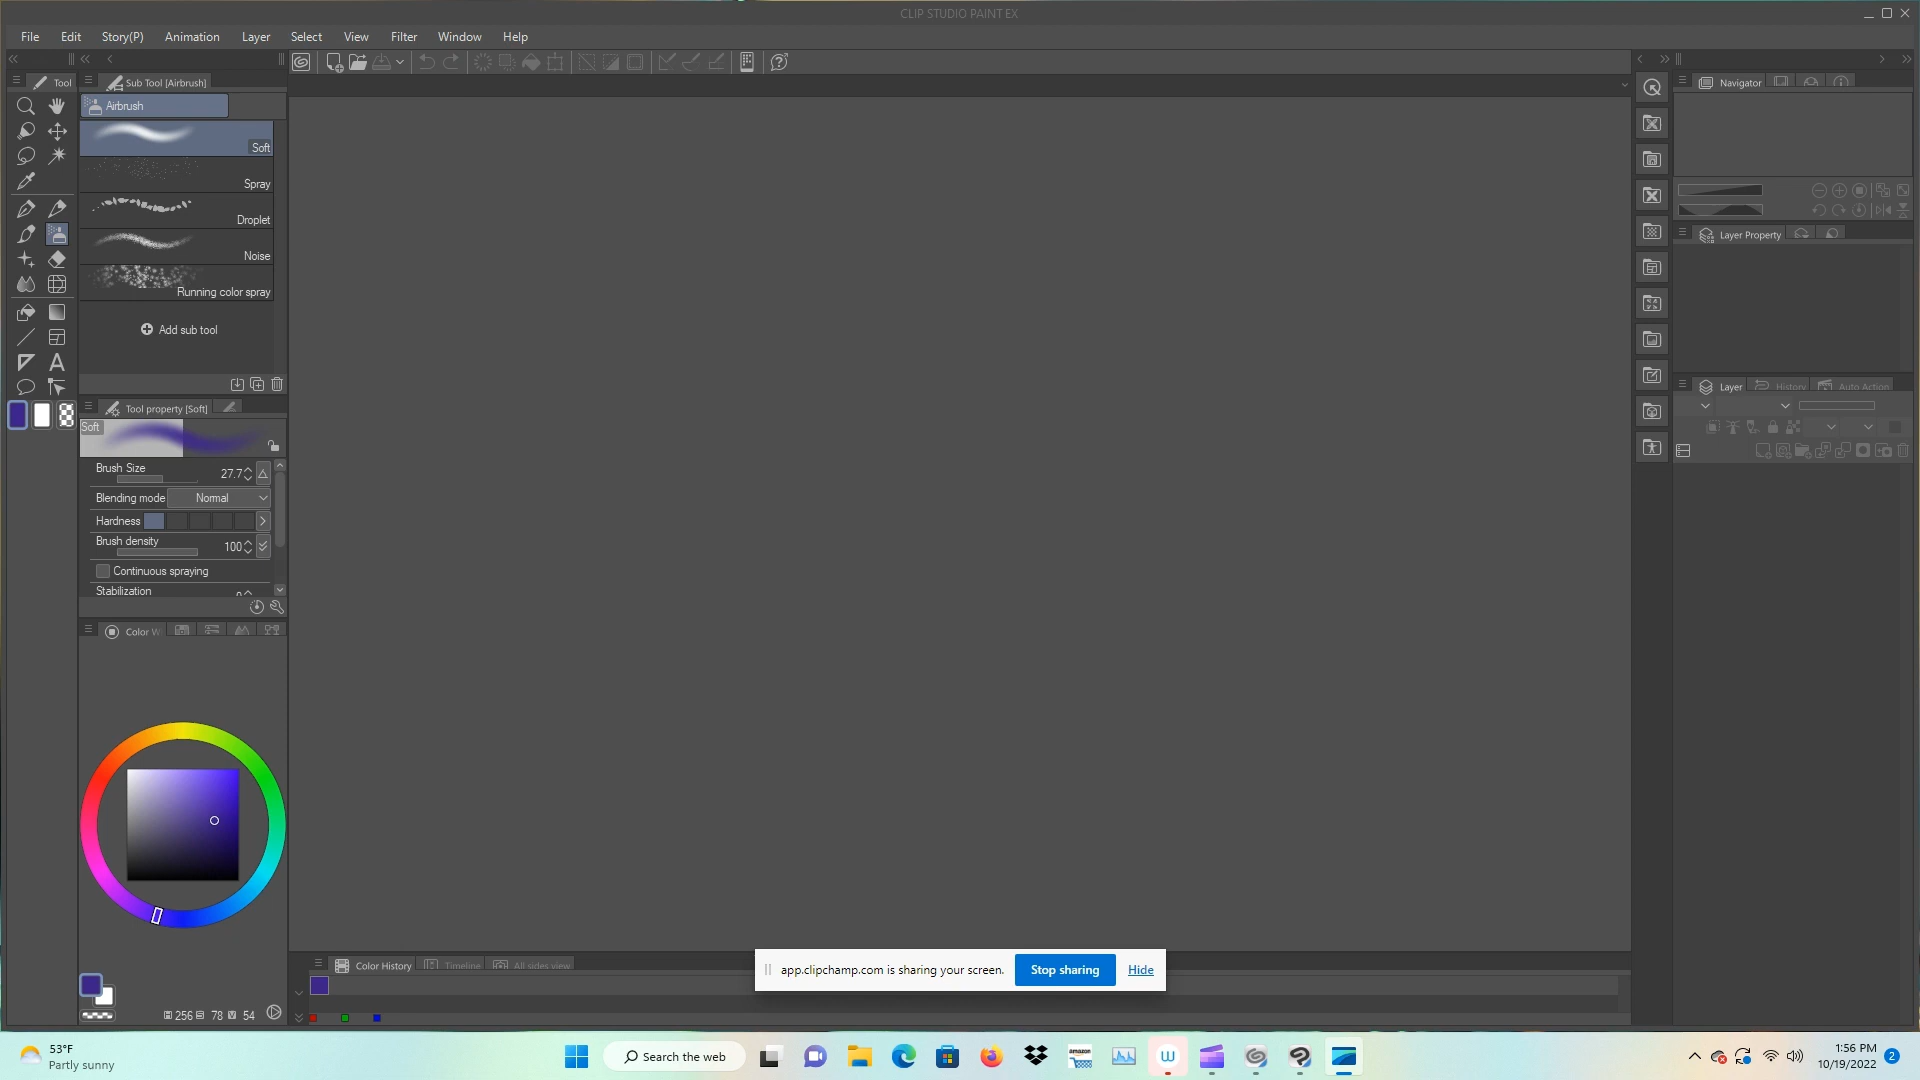 CLIP STUDIO PAINT EX
File Edit Story(P) Animation Layer Select View Filter Window Help
Tool
Sub Tool [Airbrush]
Airbrush
Soft
Spray
Droplet
Noise
Running color spray
Add sub tool
Tool property [Soft]
Soft
Brush Size 27.7
Blending mode Normal
Hardness
Brush density 100
Continuous spraying
Stabilization
Color W
256 78 54
Navigator
Layer Property
Layer History Auto Action
Color History Timeline All sides view
app.clipchamp.com is sharing your screen. Stop sharing Hide
53°F
Partly sunny
Search the web
amazon
1:56 PM
10/19/2022
2